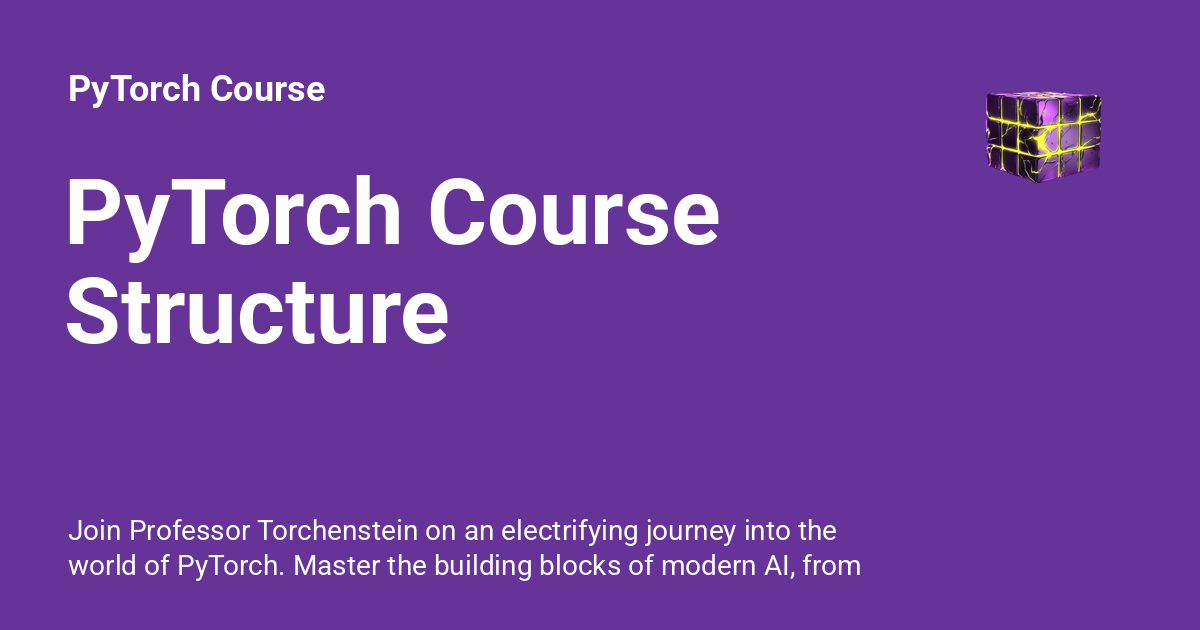 PyTorch Course
PyTorch Course
Structure
Join Professor Torchenstein on an electrifying journey into the
world of PyTorch. Master the building blocks of modern AI, from